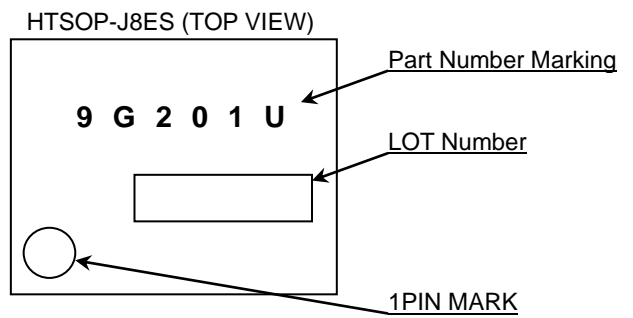 HTSOP-J8ES (TOP VIEW)
Part Number Marking
9 G 2 0 1 U
LOT Number
1PIN MARK